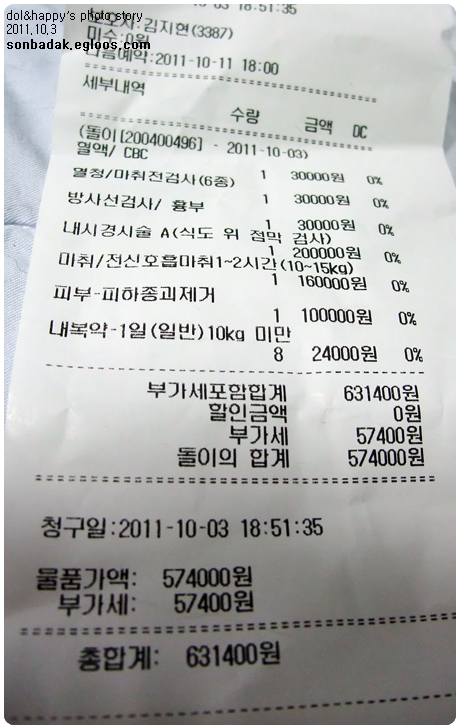 dol&happy's photo story
2011.10.3
sonbadak.egloos.com
18:51:35
김지현(3387)
미수:0원
다음예약:2011-10-11 18:00
세부내역
수량 금액 DC
(돌이[200400496] - 2011-10-03)
혈액/ CBC
1 30000원 0%
혈청/마취전검사(6종)
1 30000원 0%
방사선검사/ 흉부
1 30000원 0%
내시경시술 A(식도 위 점막 검사)
1 200000원 0%
마취/전신호흡마취1~2시간(10~15kg)
1 160000원 0%
피부-피하종괴제거
1 100000원 0%
내복약-1일(일반)10kg 미만
8 24000원 0%
부가세포함합계 631400원
할인금액 0원
부가세 57400원
돌이의 합계 574000원
청구일:2011-10-03 18:51:35
물품가액: 574000원
부가세: 57400원
총합계: 631400원